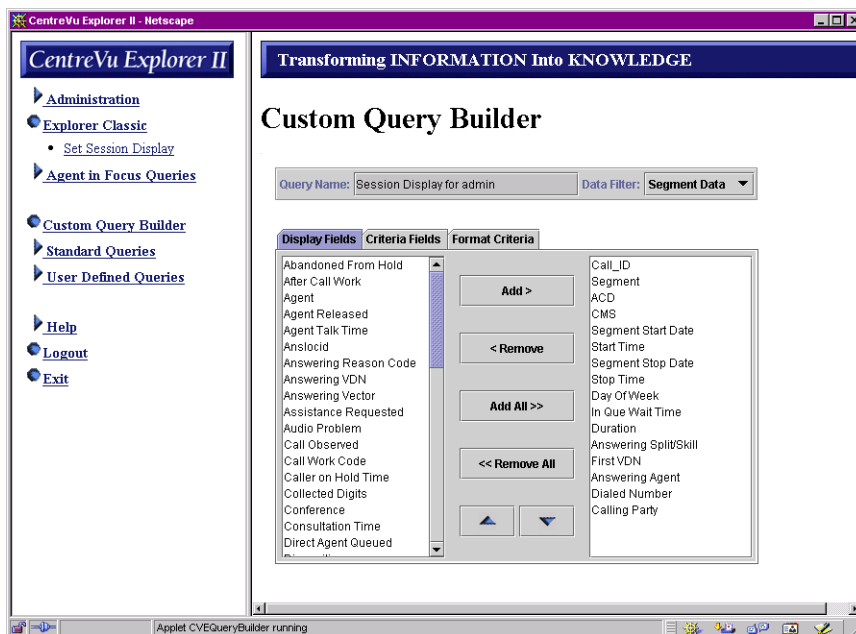 CentreVu Explorer II - Netscape
CentreVu Explorer II
Transforming INFORMATION Into KNOWLEDGE
Administration
Explorer Classic
Set Session Display
Agent in Focus Queries
Custom Query Builder
Standard Queries
User Defined Queries
Help
Logout
Exit
Custom Query Builder
Query Name: Session Display for admin Data Filter: Segment Data
Display Fields Criteria Fields Format Criteria
Abandoned From Hold
After Call Work
Agent
Agent Released
Agent Talk Time
Anslocid
Answering Reason Code
Answering VDN
Answering Vector
Assistance Requested
Audio Problem
Call Observed
Call Work Code
Caller on Hold Time
Collected Digits
Conference
Consultation Time
Direct Agent Queued
Add >
< Remove
Add All >>
<< Remove All
Call_ID
Segment
ACD
CMS
Segment Start Date
Start Time
Segment Stop Date
Stop Time
Day Of Week
In Que Wait Time
Duration
Answering Split/Skill
First VDN
Answering Agent
Dialed Number
Calling Party
Applet CVEQueryBuilder running